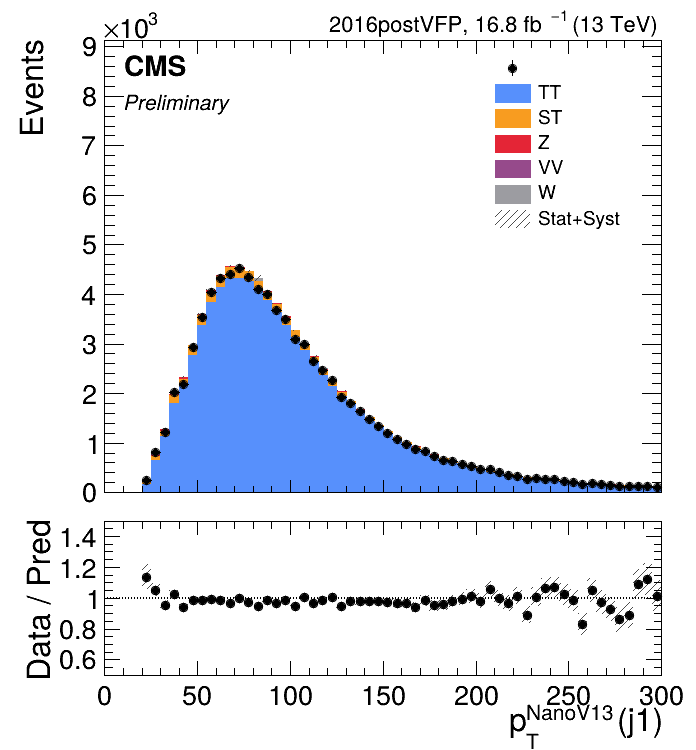 ×10³
2016postVFP, 16.8 fb ⁻¹ (13 TeV)
Events
CMS
Preliminary
TT
ST
Z
VV
W
Stat+Syst
9
8
7
6
5
4
3
2
1
0
Data / Pred
1.4
1.2
1
0.8
0.6
0 50 100 150 200 250 300
p_T^NanoV13 (j1)